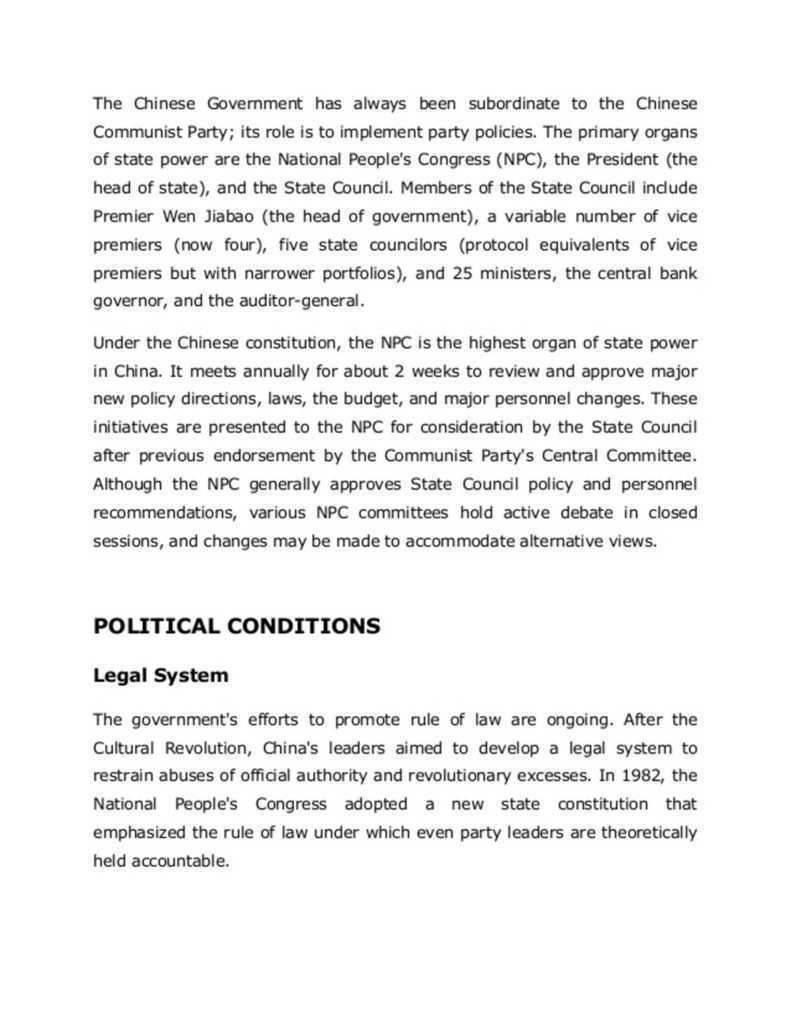 The Chinese Government has always been subordinate to the Chinese
Communist Party; its role is to implement party policies. The primary organs
of state power are the National People's Congress (NPC), the President (the
head of state), and the State Council. Members of the State Council include
Premier Wen Jiabao (the head of government), a variable number of vice
premiers (now four), five state councilors (protocol equivalents of vice
premiers but with narrower portfolios), and 25 ministers, the central bank
governor, and the auditor-general.
Under the Chinese constitution, the NPC is the highest organ of state power
in China. It meets annually for about 2 weeks to review and approve major
new policy directions, laws, the budget, and major personnel changes. These
initiatives are presented to the NPC for consideration by the State Council
after previous endorsement by the Communist Party's Central Committee.
Although the NPC generally approves State Council policy and personnel
recommendations, various NPC committees hold active debate in closed
sessions, and changes may be made to accommodate alternative views.
POLITICAL CONDITIONS
Legal System
The government's efforts to promote rule of law are ongoing. After the
Cultural Revolution, China's leaders aimed to develop a legal system to
restrain abuses of official authority and revolutionary excesses. In 1982, the
National People's Congress adopted a new state constitution that
emphasized the rule of law under which even party leaders are theoretically
held accountable.